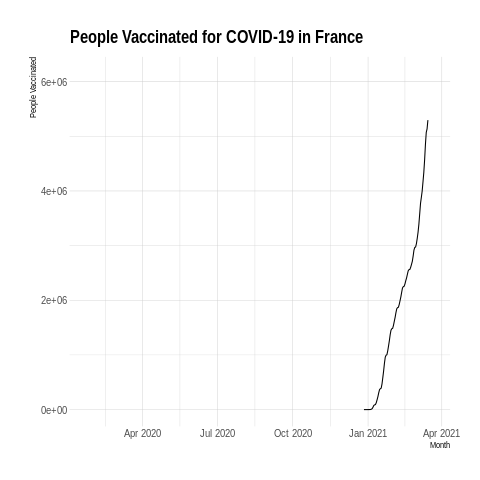 People Vaccinated for COVID-19 in France
People Vaccinated
6e+06
4e+06
2e+06
0e+00
Apr 2020 Jul 2020 Oct 2020 Jan 2021 Apr 2021
Month